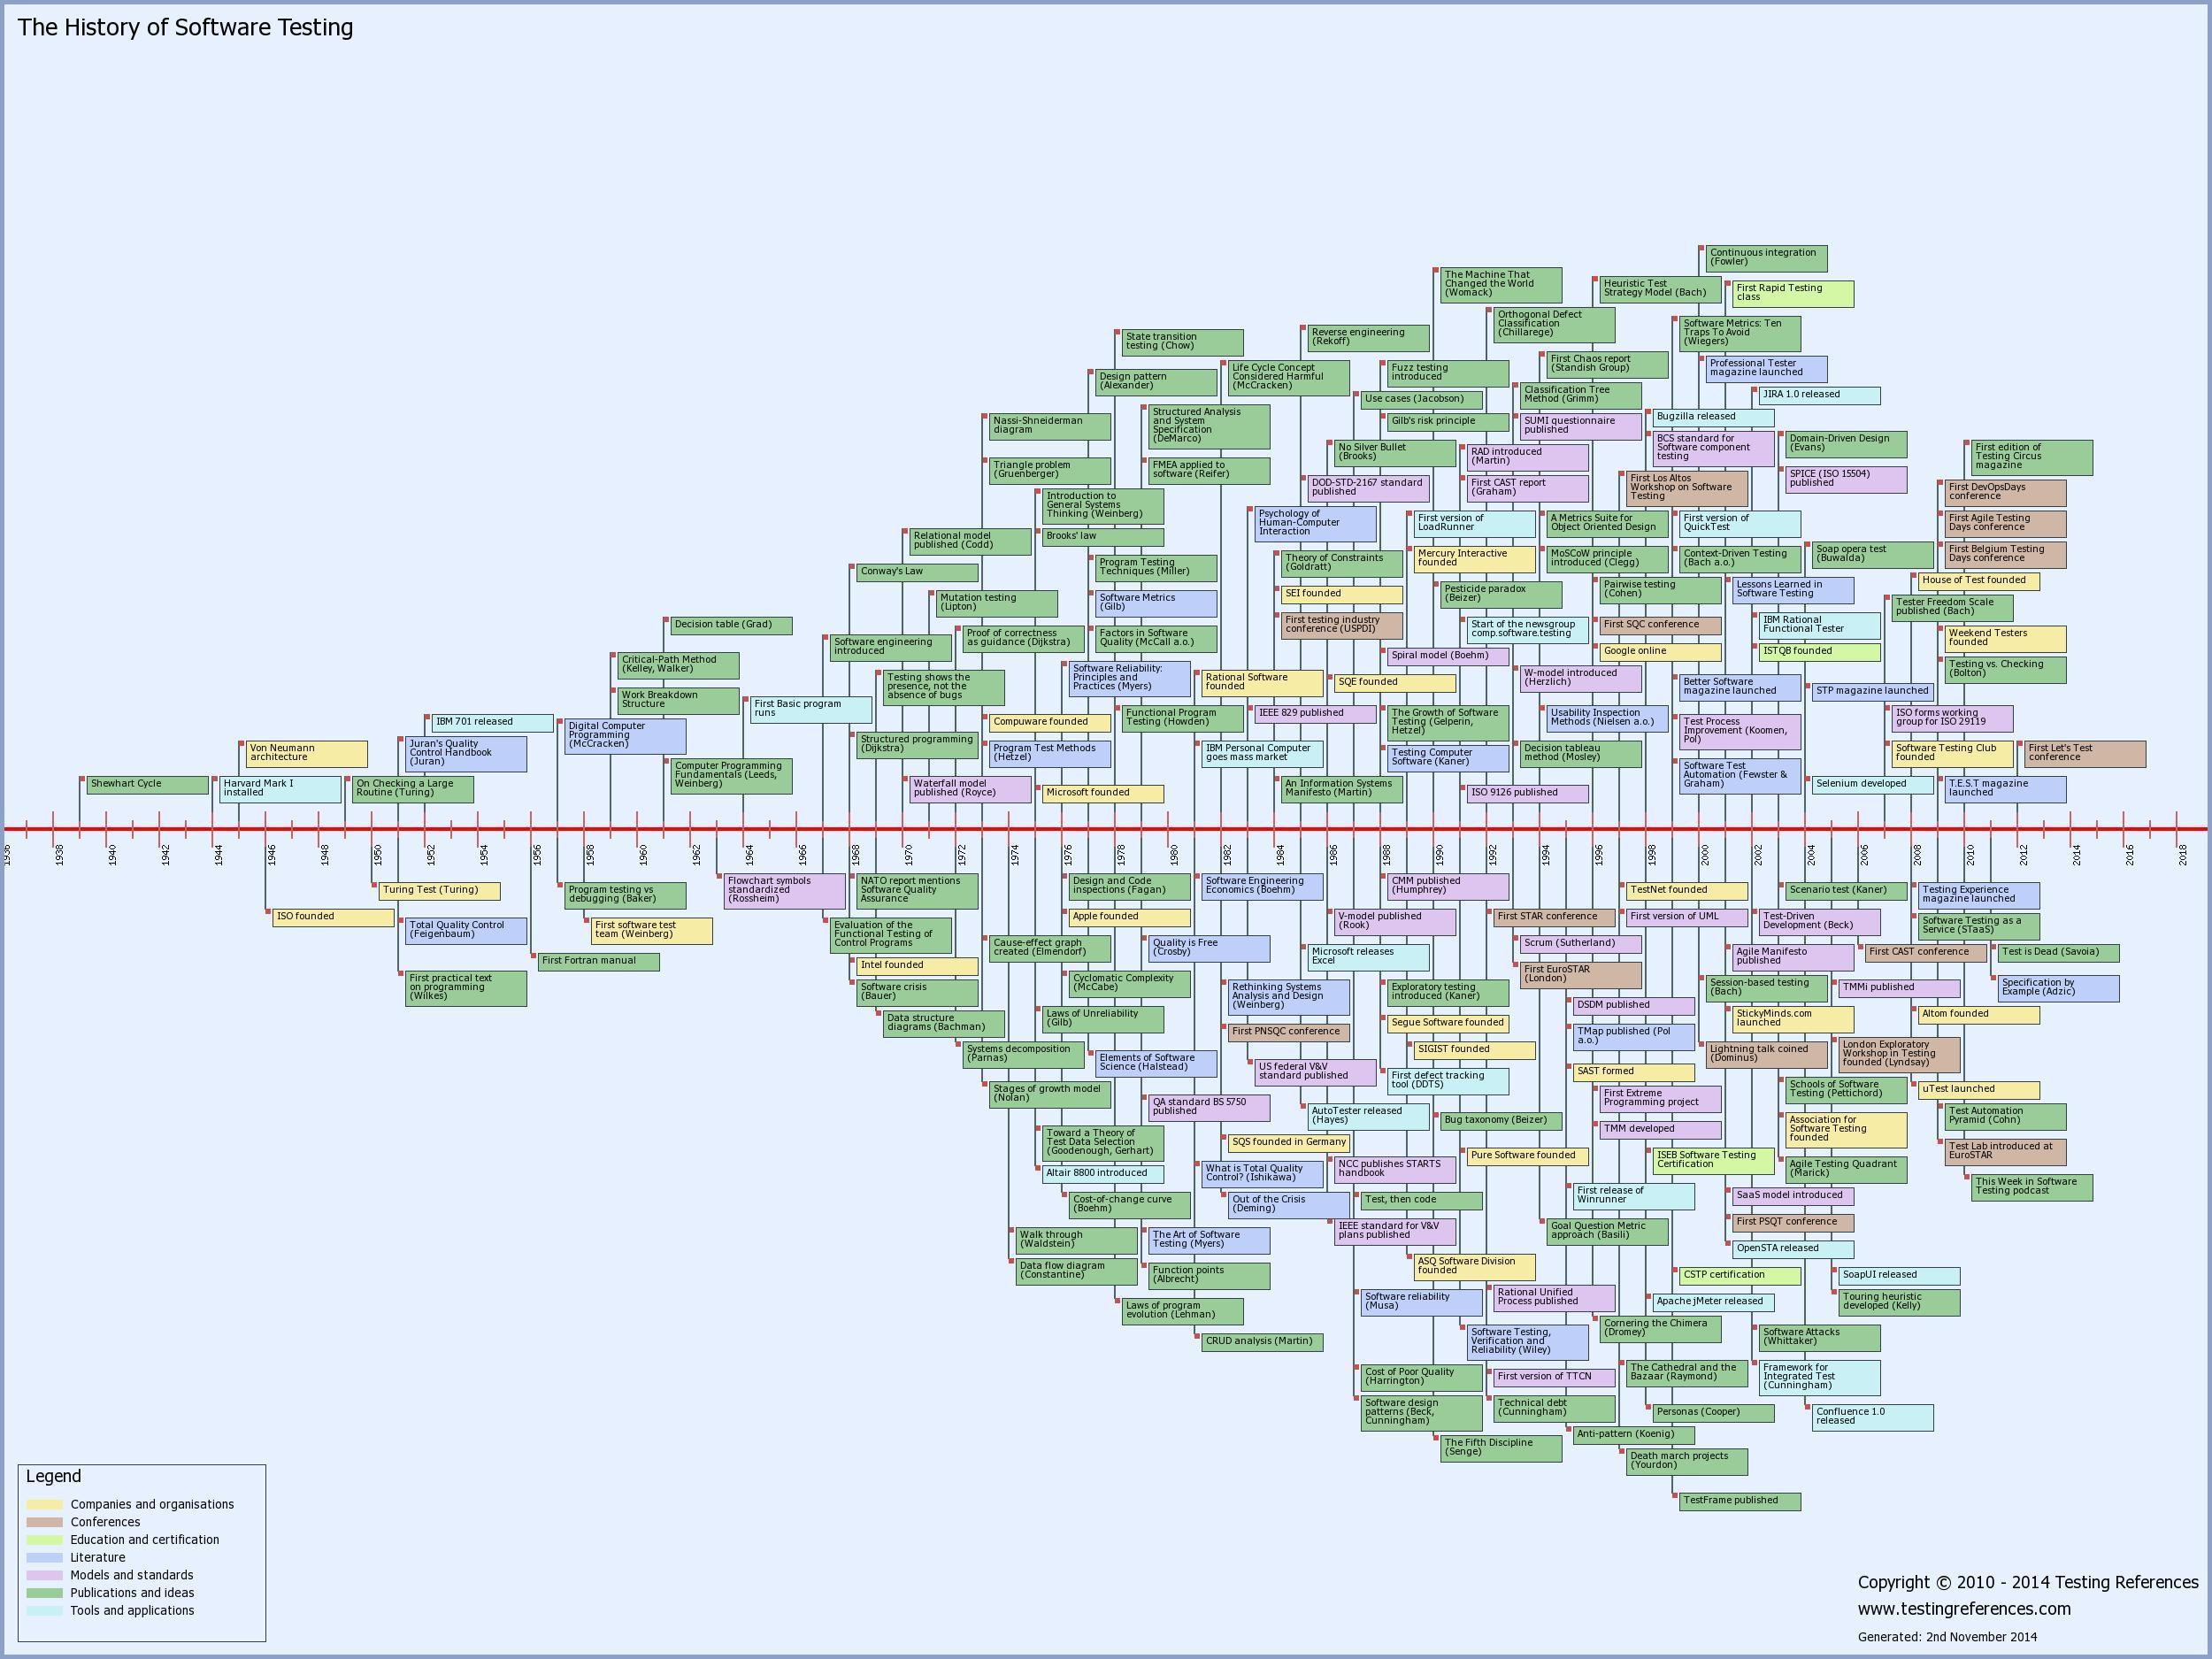 The History of Software Testing
Continuous integration
(Fowler)
The Machine That
Changed the World
(Womack)
Heuristic Test
Strategy Model (Bach)
First Rapid Testing
class
Orthogonal Defect
Classification
(Chillarege)
Software Metrics: Ten
Traps To Avoid
(Wiegers)
State transition
testing (Chow)
Reverse engineering
(Rekoff)
First Chaos report
(Standish Group)
Professional Tester
magazine launched
Design pattern
(Alexander)
Life Cycle Concept
Considered Harmful
(McCracken)
Fuzz testing
introduced
Classification Tree
Method (Grimm)
JIRA 1.0 released
Use cases (Jacobson)
Nassi-Shneiderman
diagram
Structured Analysis
and System
Specification
(DeMarco)
Gilb's risk principle
SUMI questionnaire
published
Bugzilla released
BCS standard for
Software component
testing
Domain-Driven Design
(Evans)
No Silver Bullet
(Brooks)
RAD introduced
(Martin)
First edition of
Testing Circus
magazine
Triangle problem
(Gruenberger)
FMEA applied to
software (Reifer)
SPICE (ISO 15504)
published
DOD-STD-2167 standard
published
First CAST report
(Graham)
First Los Altos
Workshop on Software
Testing
First DevOpsDays
conference
Introduction to
General Systems
Thinking (Weinberg)
Psychology of
Human-Computer
Interaction
First version of
LoadRunner
A Metrics Suite for
Object Oriented Design
First version of
QuickTest
First Agile Testing
Days conference
Relational model
published (Codd)
Brooks' law
Mercury Interactive
founded
MoSCoW principle
introduced (Clegg)
Context-Driven Testing
(Bach a.o.)
Soap opera test
(Buwalda)
First Belgium Testing
Days conference
Conway's Law
Program Testing
Techniques (Miller)
Theory of Constraints
(Goldratt)
House of Test founded
Mutation testing
(Lipton)
Software Metrics
(Gilb)
SEI founded
Pesticide paradox
(Beizer)
Pairwise testing
(Cohen)
Lessons Learned in
Software Testing
Tester Freedom Scale
published (Bach)
Decision table (Grad)
Software engineering
introduced
Proof of correctness
as guidance (Dijkstra)
Factors in Software
Quality (McCall a.o.)
First testing industry
conference (USPDI)
Start of the newsgroup
comp.software.testing
First SQC conference
IBM Rational
Functional Tester
Weekend Testers
founded
Critical-Path Method
(Kelley, Walker)
Spiral model (Boehm)
Google online
ISTQB founded
Testing vs. Checking
(Bolton)
Testing shows the
presence, not the
absence of bugs
Software Reliability:
Principles and
Practices (Myers)
Rational Software
founded
SQE founded
W-model introduced
(Herzlich)
Better Software
magazine launched
STP magazine launched
Work Breakdown
Structure
First Basic program
runs
IBM 701 released
Digital Computer
Programming
(McCracken)
Compuware founded
Functional Program
Testing (Howden)
IEEE 829 published
The Growth of Software
Testing (Gelperin,
Hetzel)
Usability Inspection
Methods (Nielsen a.o.)
Test Process
Improvement (Koomen,
Pol)
ISO forms working
group for ISO 29119
Von Neumann
architecture
Juran's Quality
Control Handbook
(Juran)
Structured programming
(Dijkstra)
Program Test Methods
(Hetzel)
IBM Personal Computer
goes mass market
Testing Computer
Software (Kaner)
Decision tableau
method (Mosley)
Software Test
Automation (Fewster &
Graham)
Software Testing Club
founded
First Let's Test
conference
Shewhart Cycle
Harvard Mark I
installed
On Checking a Large
Routine (Turing)
Computer Programming
Fundamentals (Leeds,
Weinberg)
Waterfall model
published (Royce)
Microsoft founded
An Information Systems
Manifesto (Martin)
ISO 9126 published
Selenium developed
T.E.S.T magazine
launched
1936
1938
1940
1942
1944
1946
1948
1950
1952
1954
1956
1958
1960
1962
1964
1966
1968
1970
1972
1974
1976
1978
1980
1982
1984
1986
1988
1990
1992
1994
1996
1998
2000
2002
2004
2006
2008
2010
2012
2014
2016
2018
Turing Test (Turing)
Program testing vs
debugging (Baker)
Flowchart symbols
standardized
(Rossheim)
NATO report mentions
Software Quality
Assurance
Design and Code
inspections (Fagan)
Software Engineering
Economics (Boehm)
CMM published
(Humphrey)
TestNet founded
Scenario test (Kaner)
Testing Experience
magazine launched
ISO founded
Total Quality Control
(Feigenbaum)
First software test
team (Weinberg)
Evaluation of the
Functional Testing of
Control Programs
Apple founded
V-model published
(Rook)
First STAR conference
First version of UML
Test-Driven
Development (Beck)
Software Testing as a
Service (STaaS)
First Fortran manual
Intel founded
Cause-effect graph
created (Elmendorf)
Quality is Free
(Crosby)
Microsoft releases
Excel
Scrum (Sutherland)
Agile Manifesto
published
First CAST conference
Test is Dead (Savoia)
First practical text
on programming
(Wilkes)
Software crisis
(Bauer)
Cyclomatic Complexity
(McCabe)
Rethinking Systems
Analysis and Design
(Weinberg)
Exploratory testing
introduced (Kaner)
First EuroSTAR
(London)
Session-based testing
(Bach)
TMMi published
Specification by
Example (Adzic)
Data structure
diagrams (Bachman)
Laws of Unreliability
(Gilb)
First PNSQC conference
Segue Software founded
DSDM published
StickyMinds.com
launched
Altom founded
Systems decomposition
(Parnas)
Elements of Software
Science (Halstead)
US federal V&V
standard published
SIGIST founded
TMap published (Pol
a.o.)
Lightning talk coined
(Dominus)
London Exploratory
Workshop in Testing
founded (Lyndsay)
Stages of growth model
(Nolan)
QA standard BS 5750
published
First defect tracking
tool (DDTS)
SAST formed
First Extreme
Programming project
Schools of Software
Testing (Pettichord)
uTest launched
AutoTester released
(Hayes)
Bug taxonomy (Beizer)
TMM developed
Association for
Software Testing
founded
Test Automation
Pyramid (Cohn)
Toward a Theory of
Test Data Selection
(Goodenough, Gerhart)
SQS founded in Germany
Pure Software founded
ISEB Software Testing
Certification
Agile Testing Quadrant
(Marick)
Test Lab introduced at
EuroSTAR
Altair 8800 introduced
What is Total Quality
Control? (Ishikawa)
NCC publishes STARTS
handbook
First release of
Winrunner
SaaS model introduced
This Week in Software
Testing podcast
Cost-of-change curve
(Boehm)
Out of the Crisis
(Deming)
Test, then code
Walk through
(Waldstein)
The Art of Software
Testing (Myers)
IEEE standard for V&V
plans published
Goal Question Metric
approach (Basili)
First PSQT conference
OpenSTA released
Data flow diagram
(Constantine)
Function points
(Albrecht)
ASQ Software Division
founded
CSTP certification
SoapUI released
Laws of program
evolution (Lehman)
Software reliability
(Musa)
Rational Unified
Process published
Apache jMeter released
Touring heuristic
developed (Kelly)
CRUD analysis (Martin)
Software Testing,
Verification and
Reliability (Wiley)
Cornering the Chimera
(Dromey)
Software Attacks
(Whittaker)
Cost of Poor Quality
(Harrington)
First version of TTCN
The Cathedral and the
Bazaar (Raymond)
Framework for
Integrated Test
(Cunningham)
Software design
patterns (Beck,
Cunningham)
Technical debt
(Cunningham)
Personas (Cooper)
Confluence 1.0
released
The Fifth Discipline
(Senge)
Anti-pattern (Koenig)
Death march projects
(Yourdon)
TestFrame published
Legend
Companies and organisations
Conferences
Education and certification
Literature
Models and standards
Publications and ideas
Tools and applications
Copyright © 2010 - 2014 Testing References
www.testingreferences.com
Generated: 2nd November 2014